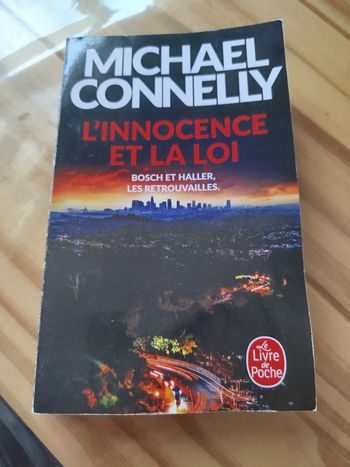 MICHAEL
CONNELLY
L'INNOCENCE
ET LA LOI
BOSCH ET HALLER,
LES RETROUVAILLES.
Le
Livre
de
Poche